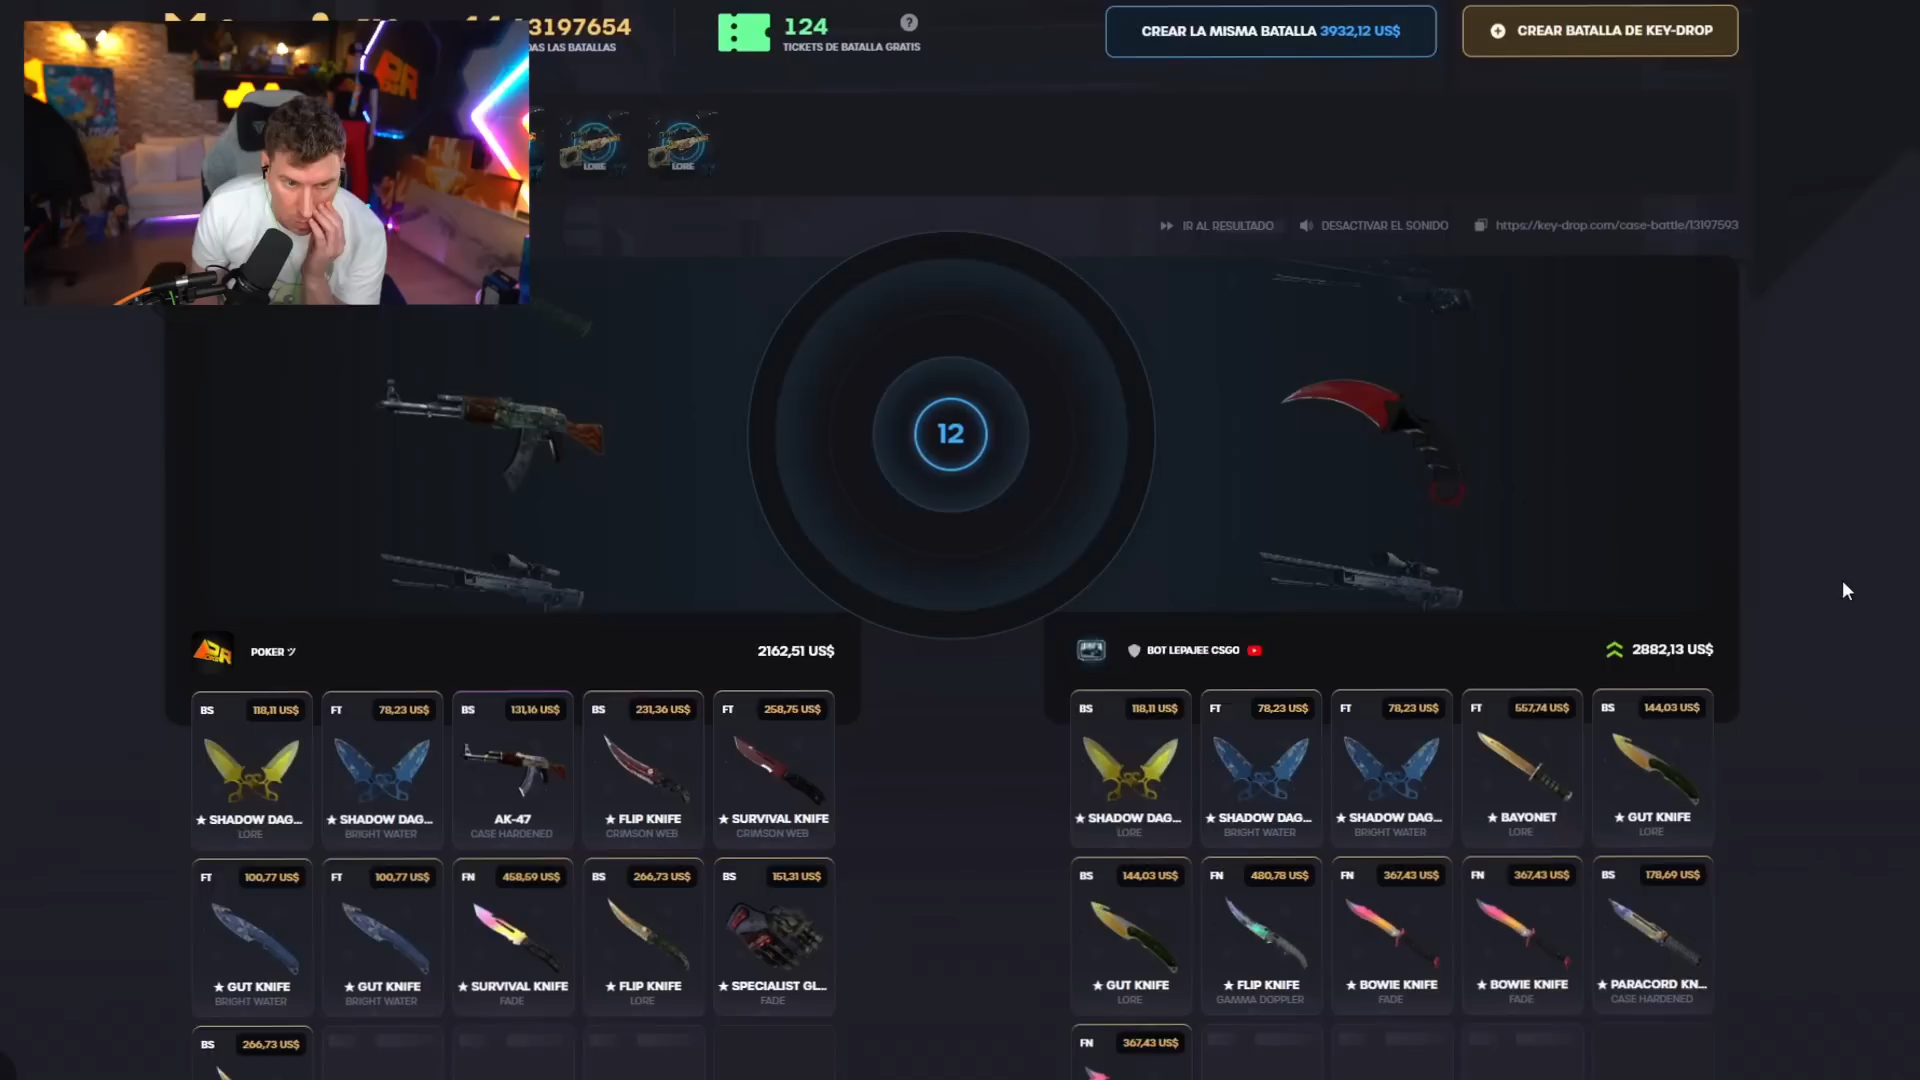 3197654
124
TICKETS DE BATALLA GRATIS
?
CREAR LA MISMA BATALLA 3932,12 US$
CREAR BATALLA DE KEY-DROP
LORE
LORE
IR AL RESULTADO
DESACTIVAR EL SONIDO
https://key-drop.com/case-battle/13197593
12
POKER ツ
2162,51 US$
BS 118,11 US$
★ SHADOW DAG...
LORE
FT 78,23 US$
★ SHADOW DAG...
BRIGHT WATER
BS 131,16 US$
AK-47
CASE HARDENED
BS 231,36 US$
★ FLIP KNIFE
CRIMSON WEB
FT 258,75 US$
★ SURVIVAL KNIFE
CRIMSON WEB
FT 100,77 US$
★ GUT KNIFE
BRIGHT WATER
FT 100,77 US$
★ GUT KNIFE
BRIGHT WATER
FN 458,59 US$
★ SURVIVAL KNIFE
FADE
BS 266,73 US$
★ FLIP KNIFE
LORE
BS 151,31 US$
★ SPECIALIST GL...
FADE
BS 266,73 US$
BOT LEPAJEE CSGO
2882,13 US$
BS 118,11 US$
★ SHADOW DAG...
LORE
FT 78,23 US$
★ SHADOW DAG...
BRIGHT WATER
FT 78,23 US$
★ SHADOW DAG...
BRIGHT WATER
FT 557,74 US$
★ BAYONET
LORE
BS 144,03 US$
★ GUT KNIFE
LORE
BS 144,03 US$
★ GUT KNIFE
LORE
FN 480,78 US$
★ FLIP KNIFE
GAMMA DOPPLER
FN 367,43 US$
★ BOWIE KNIFE
FADE
FN 367,43 US$
★ BOWIE KNIFE
FADE
BS 178,69 US$
★ PARACORD KN...
CASE HARDENED
FN 367,43 US$